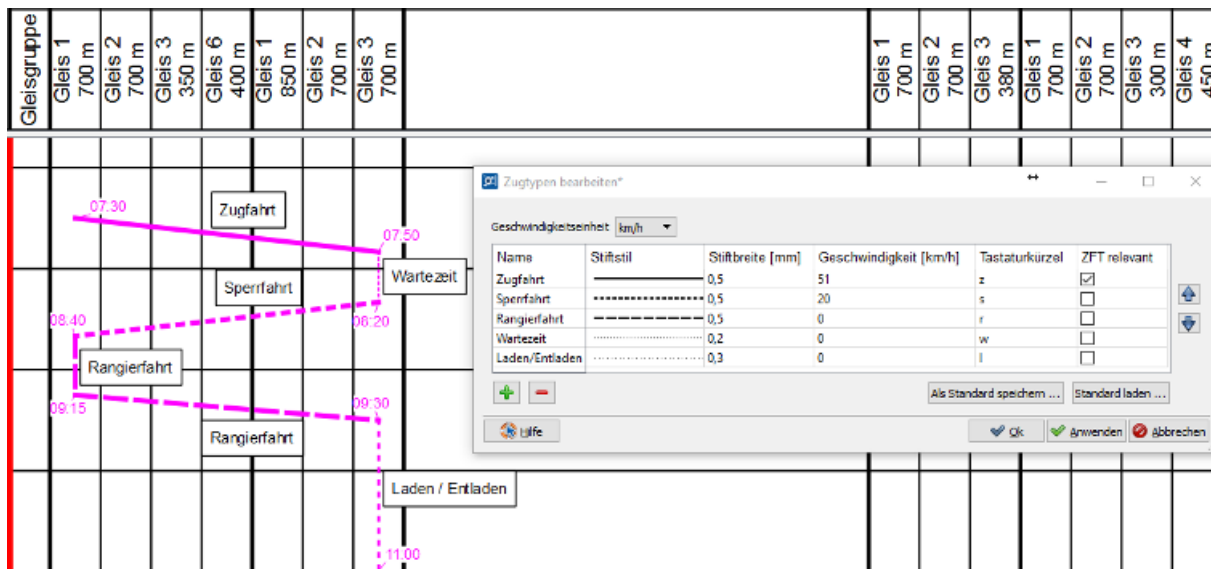 Gleisgruppe
Gleis 1
700 m
Gleis 2
700 m
Gleis 3
350 m
Gleis 6
400 m
Gleis 1
850 m
Gleis 2
700 m
Gleis 3
700 m
Gleis 1
700 m
Gleis 2
700 m
Gleis 3
380 m
Gleis 1
700 m
Gleis 2
700 m
Gleis 3
300 m
Gleis 4
450 m
07.30
Zugfahrt
07:50
Wartezeit
Sperrfahrt
08:20
08.40
Rangierfahrt
09:15
09:30
Rangierfahrt
Laden / Entladen
11.00
Zugtypen bearbeiten*
Geschwindigkeitseinheit km/h
Name Stiftstil Stiftbreite [mm] Geschwindigkeit [km/h] Tastaturkürzel ZFT relevant
Zugfahrt 0,5 51 z
Sperrfahrt 0,5 20 s
Rangierfahrt 0,5 0 r
Wartezeit 0,2 0 w
Laden/Entladen 0,3 0 l
Als Standard speichern ... Standard laden ...
Hilfe Ok Anwenden Abbrechen